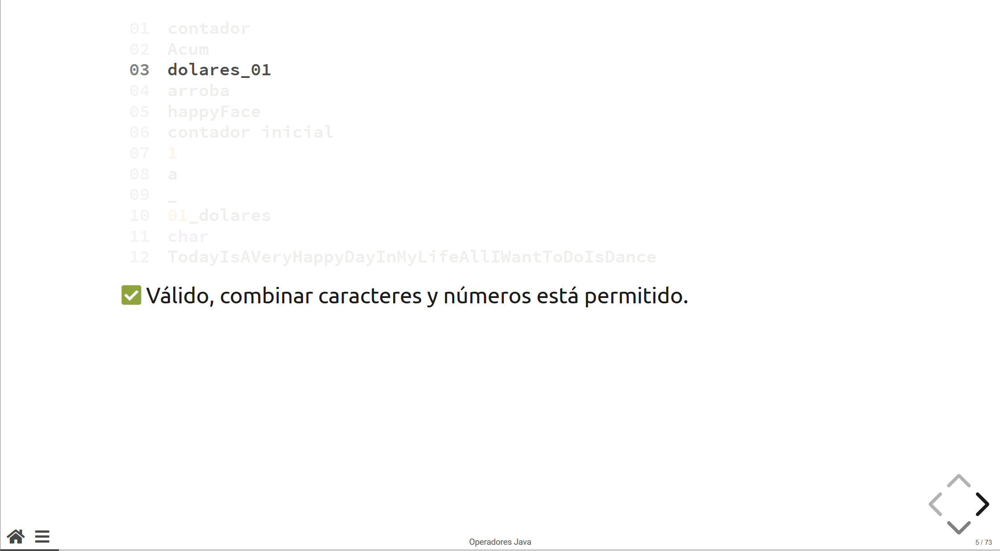 01 contador
02 Acum
03 dolares_01
04 arroba
05 happyFace
06 contador inicial
07 1
08 a
09 _
10 01_dolares
11 char
12 TodayIsAVeryHappyDayInMyLifeAllIWantToDoIsDance
Válido, combinar caracteres y números está permitido.
Operadores Java
5 / 73